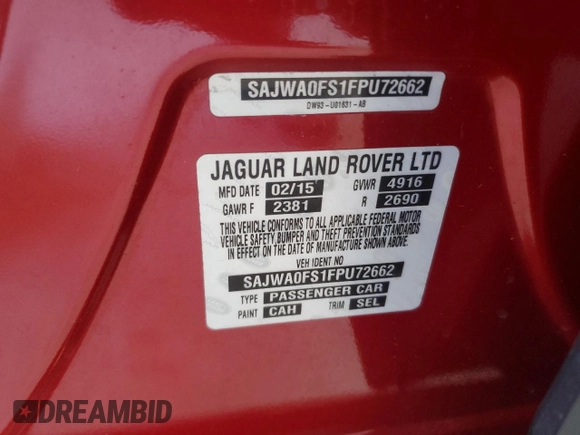 SAJWA0FS1FPU72662
DW93-U01631-AB
JAGUAR LAND ROVER LTD
MFD DATE 02/15 GVWR 4916
GAWR F 2381 R 2690
THIS VEHICLE CONFORMS TO ALL APPLICABLE FEDERAL MOTOR
VEHICLE SAFETY, BUMPER AND THEFT PREVENTION STANDARDS
IN EFFECT ON THE DATE OF MANUFACTURE SHOWN ABOVE.
VEH IDENT NO
SAJWA0FS1FPU72662
TYPE PASSENGER CAR
PAINT CAH TRIM SEL
DREAMBID